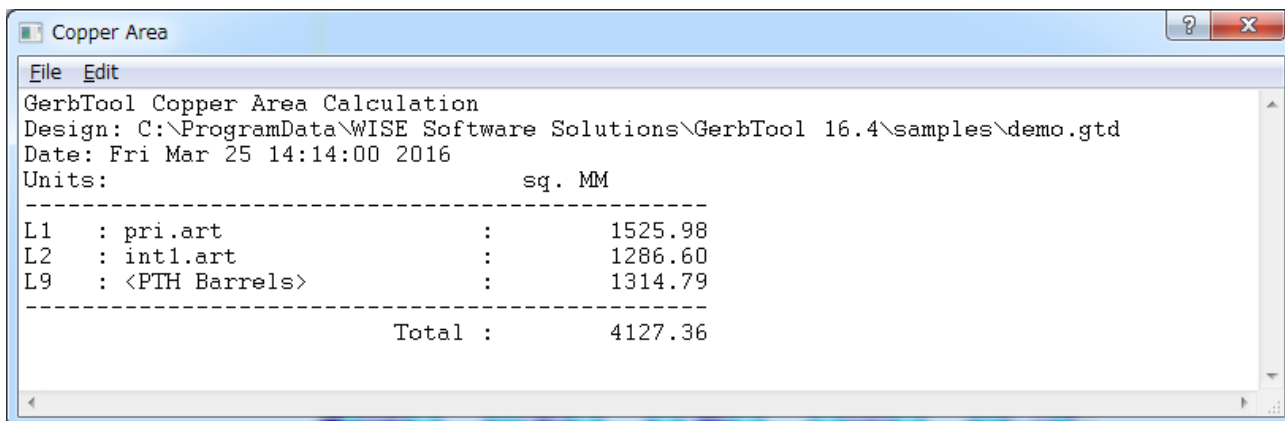 Copper Area
File Edit
GerbTool Copper Area Calculation
Design: C:\ProgramData\WISE Software Solutions\GerbTool 16.4\samples\demo.gtd
Date: Fri Mar 25 14:14:00 2016
Units: sq. MM
------------------------------------------------
L1 : pri.art : 1525.98
L2 : int1.art : 1286.60
L9 : <PTH Barrels> : 1314.79
------------------------------------------------
Total : 4127.36